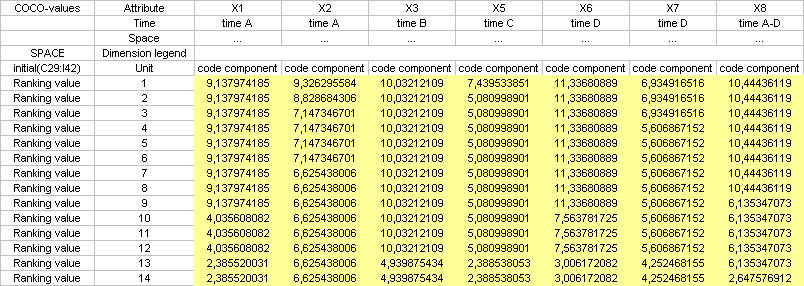 COCO-values Attribute X1 X2 X3 X5 X6 X7 X8
Time time A time A time B time C time D time D time A-D
Space ... ... ... ... ... ... ...
SPACE Dimension legend
initial(C29:I42) Unit code component code component code component code component code component code component code component
Ranking value 1 9,137974185 9,326295584 10,03212109 7,439533851 11,33680889 6,934916516 10,44436119
Ranking value 2 9,137974185 8,828684306 10,03212109 5,080998901 11,33680889 6,934916516 10,44436119
Ranking value 3 9,137974185 7,147346701 10,03212109 5,080998901 11,33680889 6,934916516 10,44436119
Ranking value 4 9,137974185 7,147346701 10,03212109 5,080998901 11,33680889 5,606867152 10,44436119
Ranking value 5 9,137974185 7,147346701 10,03212109 5,080998901 11,33680889 5,606867152 10,44436119
Ranking value 6 9,137974185 7,147346701 10,03212109 5,080998901 11,33680889 5,606867152 10,44436119
Ranking value 7 9,137974185 6,625438006 10,03212109 5,080998901 11,33680889 5,606867152 10,44436119
Ranking value 8 9,137974185 6,625438006 10,03212109 5,080998901 11,33680889 5,606867152 10,44436119
Ranking value 9 9,137974185 6,625438006 10,03212109 5,080998901 11,33680889 5,606867152 6,135347073
Ranking value 10 4,035608082 6,625438006 10,03212109 5,080998901 7,563781725 5,606867152 6,135347073
Ranking value 11 4,035608082 6,625438006 10,03212109 5,080998901 7,563781725 5,606867152 6,135347073
Ranking value 12 4,035608082 6,625438006 10,03212109 5,080998901 7,563781725 5,606867152 6,135347073
Ranking value 13 2,385520031 6,625438006 4,939875434 2,388538053 3,006172082 4,252468155 6,135347073
Ranking value 14 2,385520031 6,625438006 4,939875434 2,388538053 3,006172082 4,252468155 2,647576912